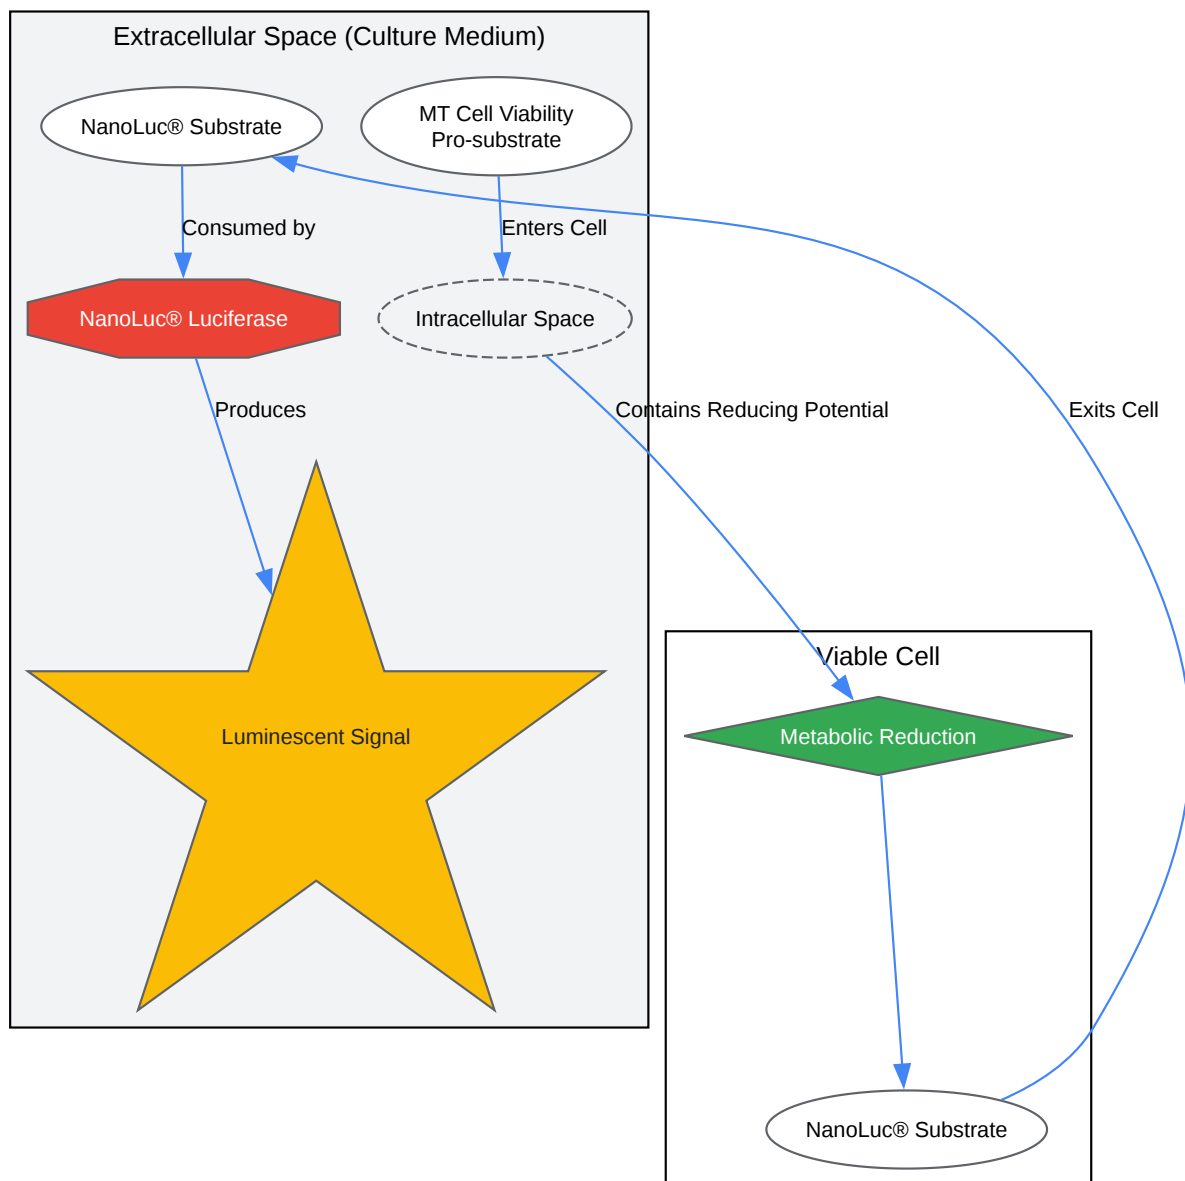 Extracellular Space (Culture Medium)
NanoLuc® Substrate
MT Cell Viability
Pro-substrate
Consumed by
Enters Cell
NanoLuc® Luciferase
Intracellular Space
Produces
Contains Reducing Potential
Exits Cell
Viable Cell
Luminescent Signal
Metabolic Reduction
NanoLuc® Substrate